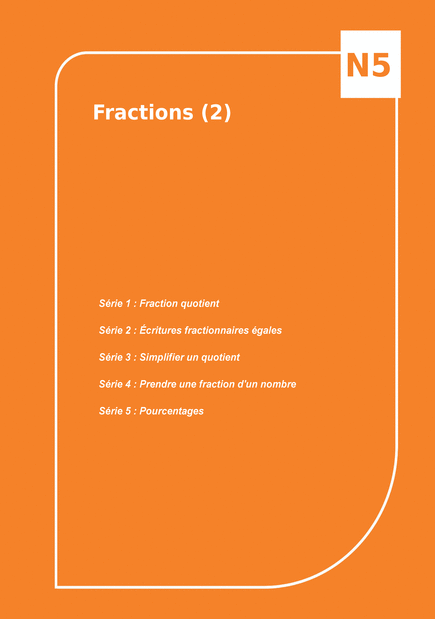 N5
Fractions (2)
Série 1 : Fraction quotient
Série 2 : Écritures fractionnaires égales
Série 3 : Simplifier un quotient
Série 4 : Prendre une fraction d'un nombre
Série 5 : Pourcentages